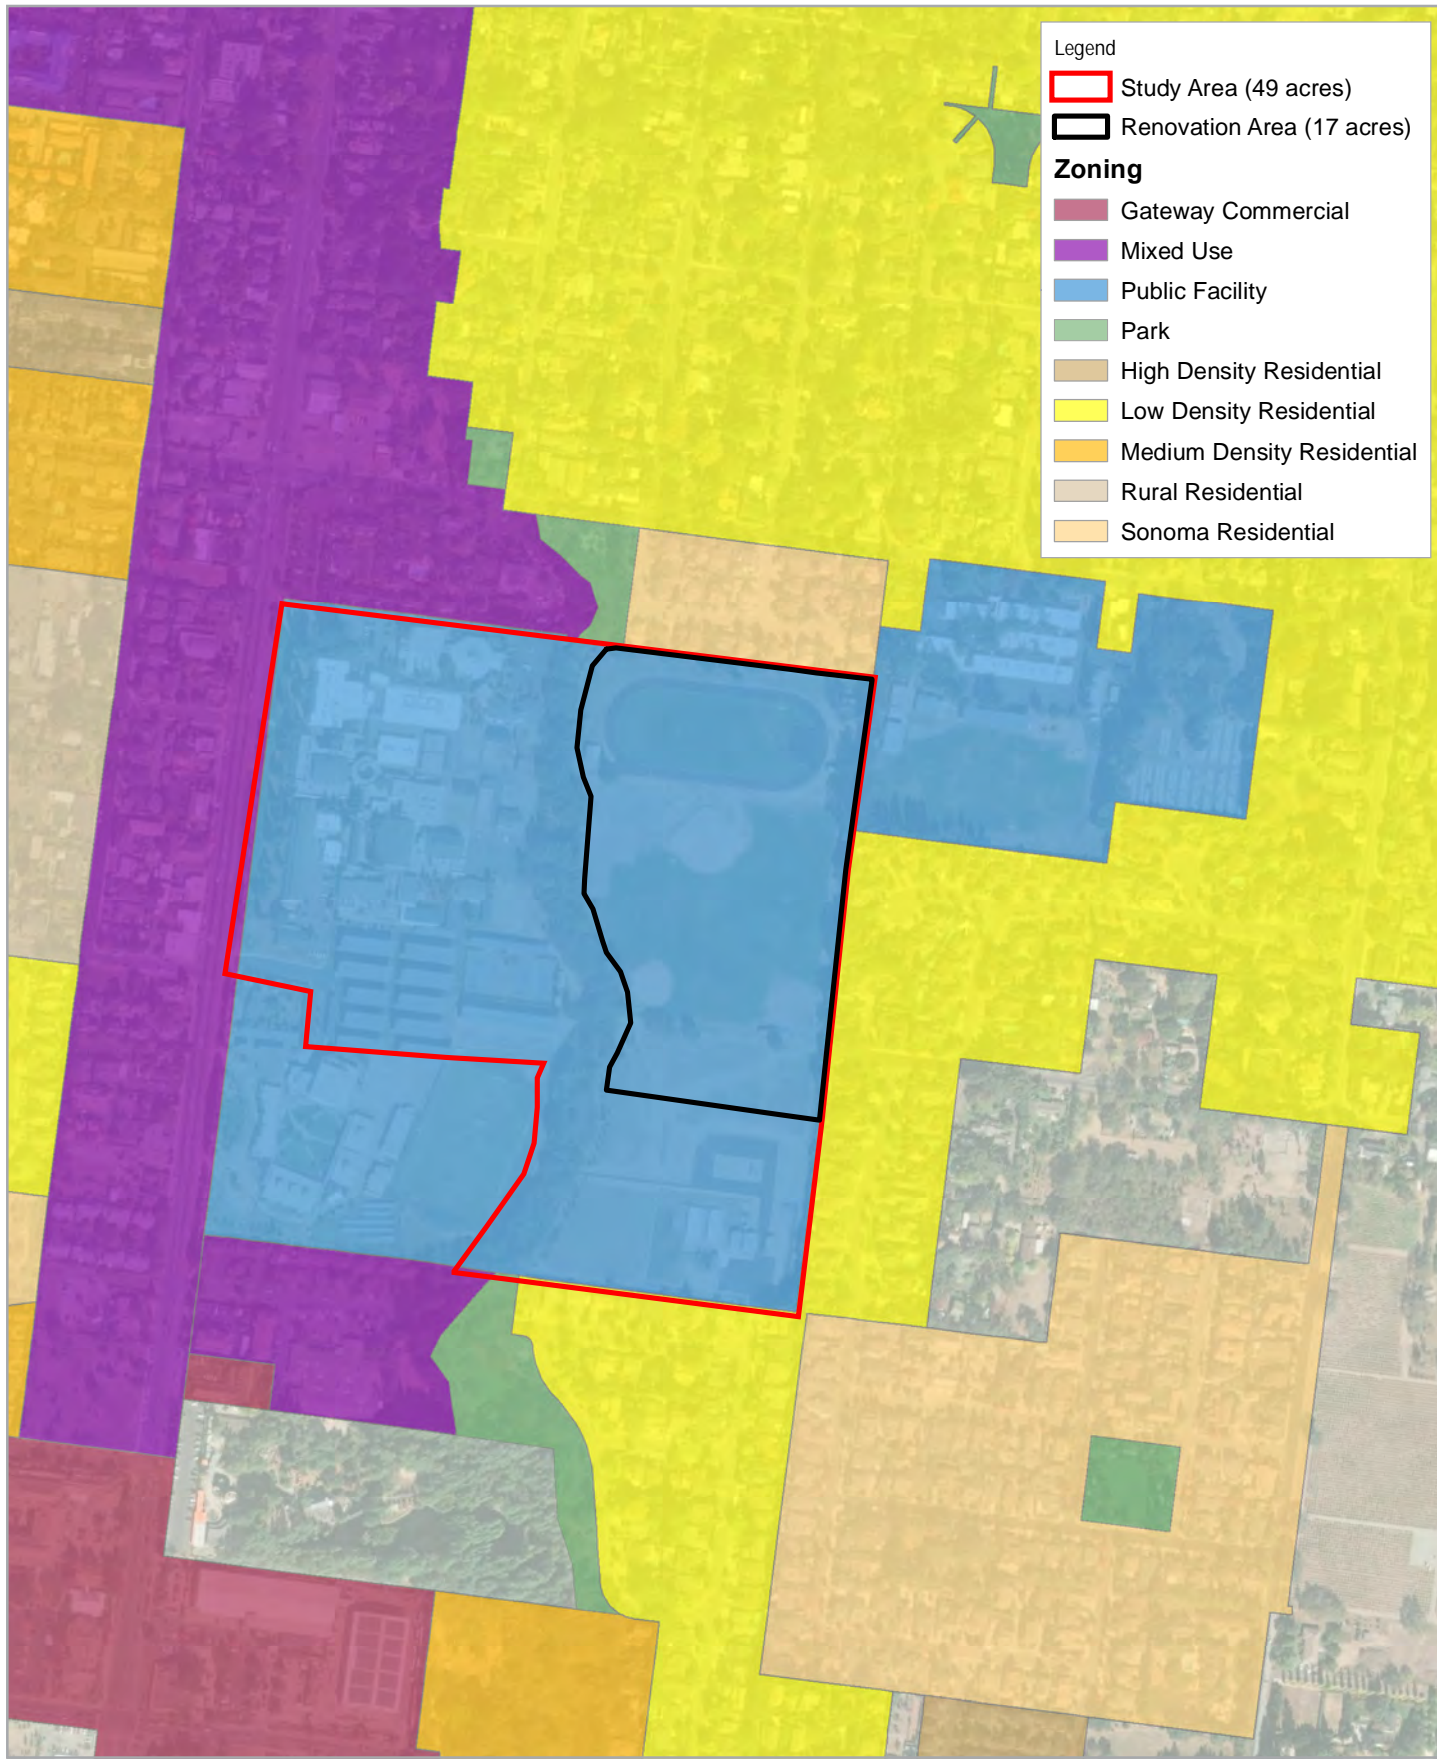 Legend
Study Area (49 acres)
Renovation Area (17 acres)
Zoning
Gateway Commercial
Mixed Use
Public Facility
Park
High Density Residential
Low Density Residential
Medium Density Residential
Rural Residential
Sonoma Residential